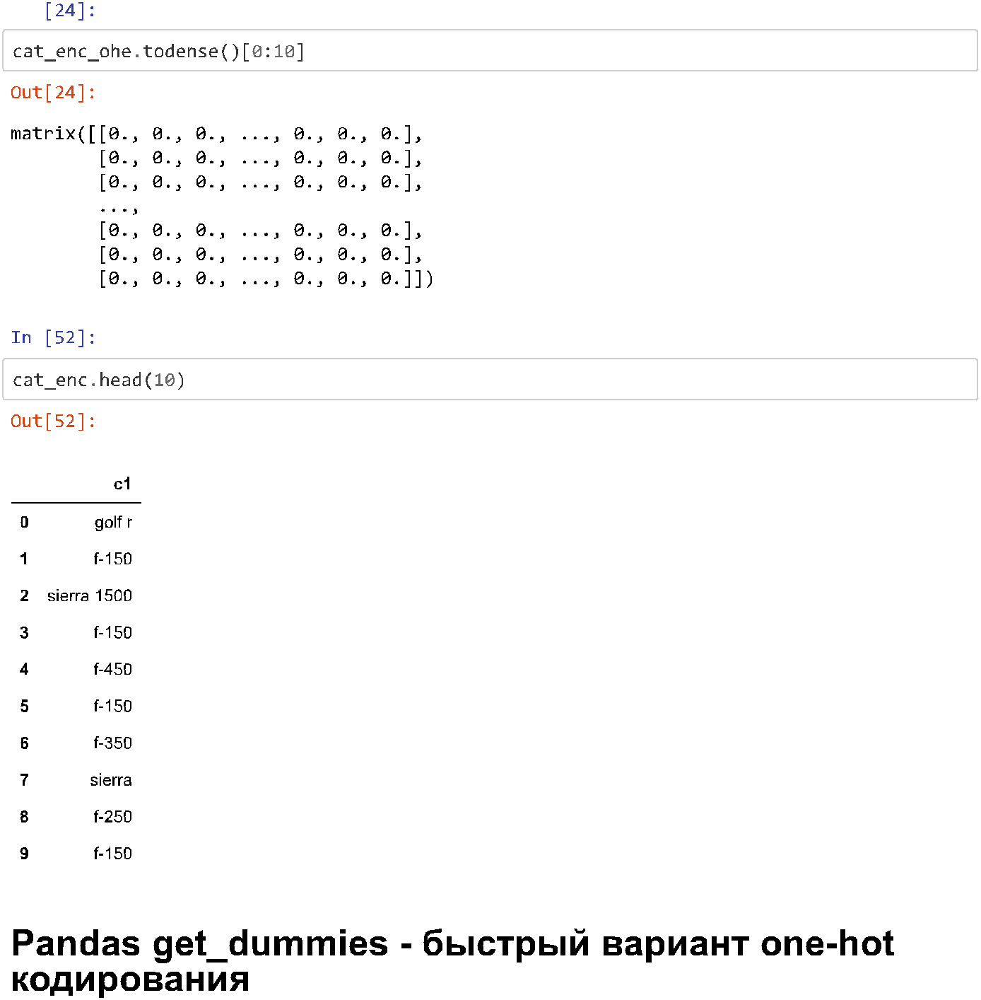 [24]:
cat_enc_ohe.todense()[0:10]
Out[24]:
matrix([[0., 0., 0., ..., 0., 0., 0.],
[0., 0., 0., ..., 0., 0., 0.],
[0., 0., 0., ..., 0., 0., 0.],
...,
[0., 0., 0., ..., 0., 0., 0.],
[0., 0., 0., ..., 0., 0., 0.],
[0., 0., 0., ..., 0., 0., 0.]])
In [52]:
cat_enc.head(10)
Out[52]:
c1
0 golf r
1 f-150
2 sierra 1500
3 f-150
4 f-450
5 f-150
6 f-350
7 sierra
8 f-250
9 f-150
Pandas get_dummies - быстрый вариант one-hot
кодирования